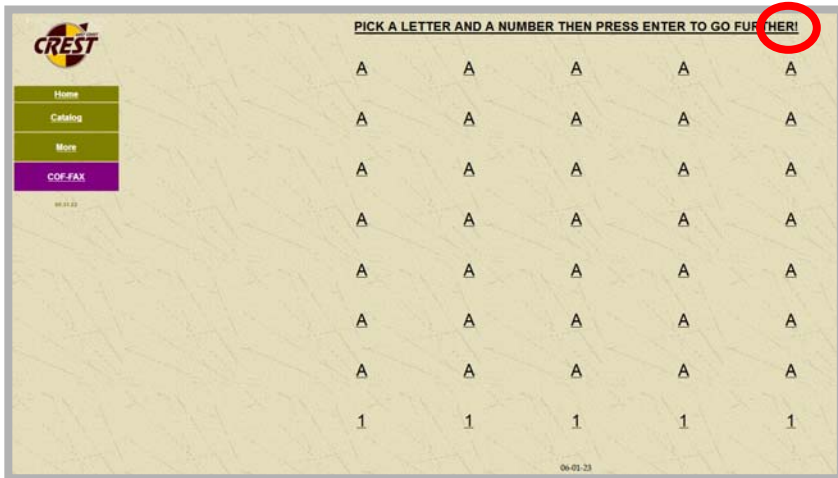 CREST
PICK A LETTER AND A NUMBER THEN PRESS ENTER TO GO FURTHER!
Home
Catalog
More
COF-FAX
A A A A A
A A A A A
A A A A A
A A A A A
A A A A A
A A A A A
A A A A A
1 1 1 1 1
06-01-23